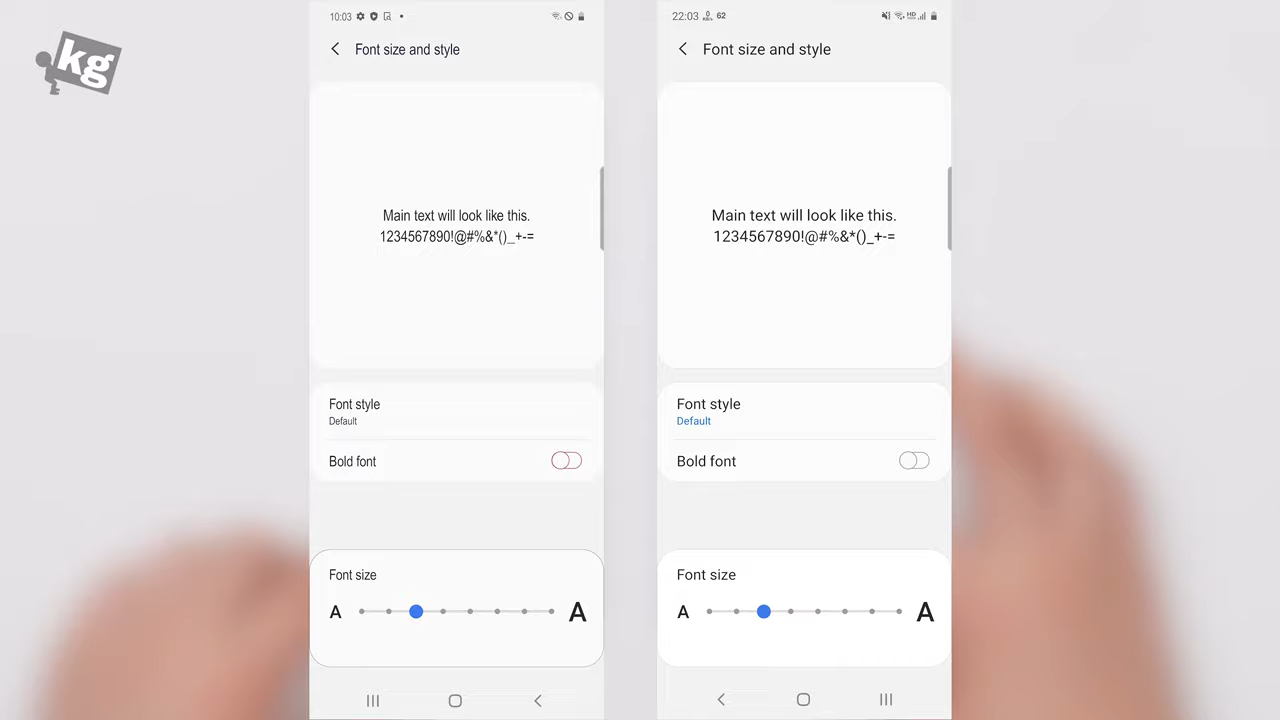 kg
10:03
Font size and style
Main text will look like this.
1234567890!@#%&*()_+-=
Font style
Default
Bold font
Font size
A A
22:03 0 62
Font size and style
HD
Main text will look like this.
1234567890!@#%&*()_+-=
Font style
Default
Bold font
Font size
A A